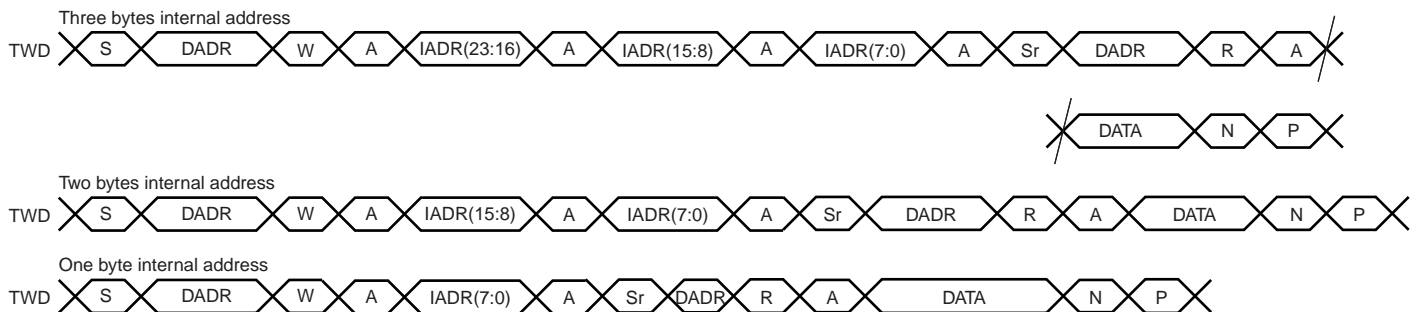 Three bytes internal address
TWD S DADR W A IADR(23:16) A IADR(15:8) A IADR(7:0) A Sr DADR R A
DATA N P
Two bytes internal address
TWD S DADR W A IADR(15:8) A IADR(7:0) A Sr DADR R A DATA N P
One byte internal address
TWD S DADR W A IADR(7:0) A Sr DADR R A DATA N P